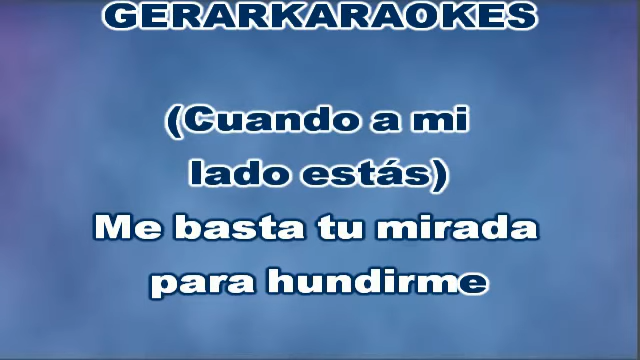 GERARKARAOKES
(Cuando a mi
lado estás)
Me basta tu mirada
para hundirme